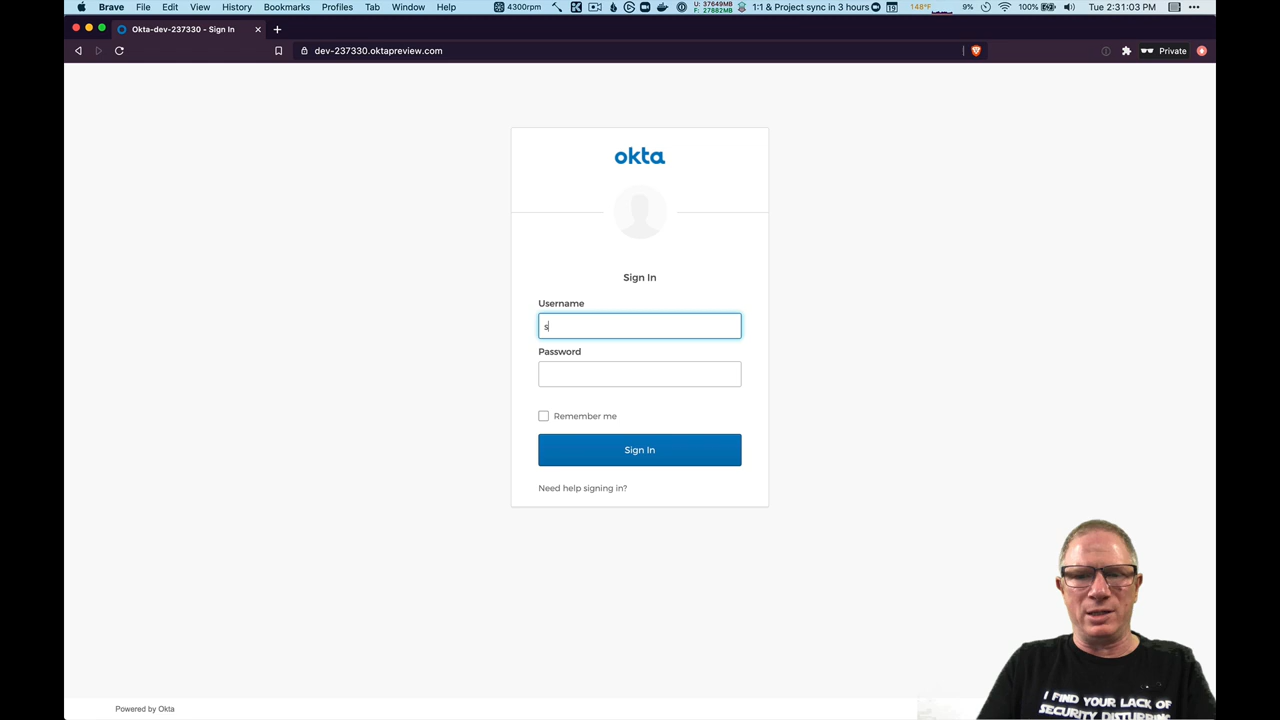 Brave File Edit View History Bookmarks Profiles Tab Window Help 4300rpm U: 37649MB F: 27882MB 1:1 & Project sync in 3 hours 148°F 9% 100% Tue 2:31:03 PM
Okta-dev-237330 - Sign In
dev-237330.oktapreview.com Private
okta
Sign In
Username
s
Password
Remember me
Sign In
Need help signing in?
I FIND YOUR LACK OF
SECURITY DISTURBING
Powered by Okta